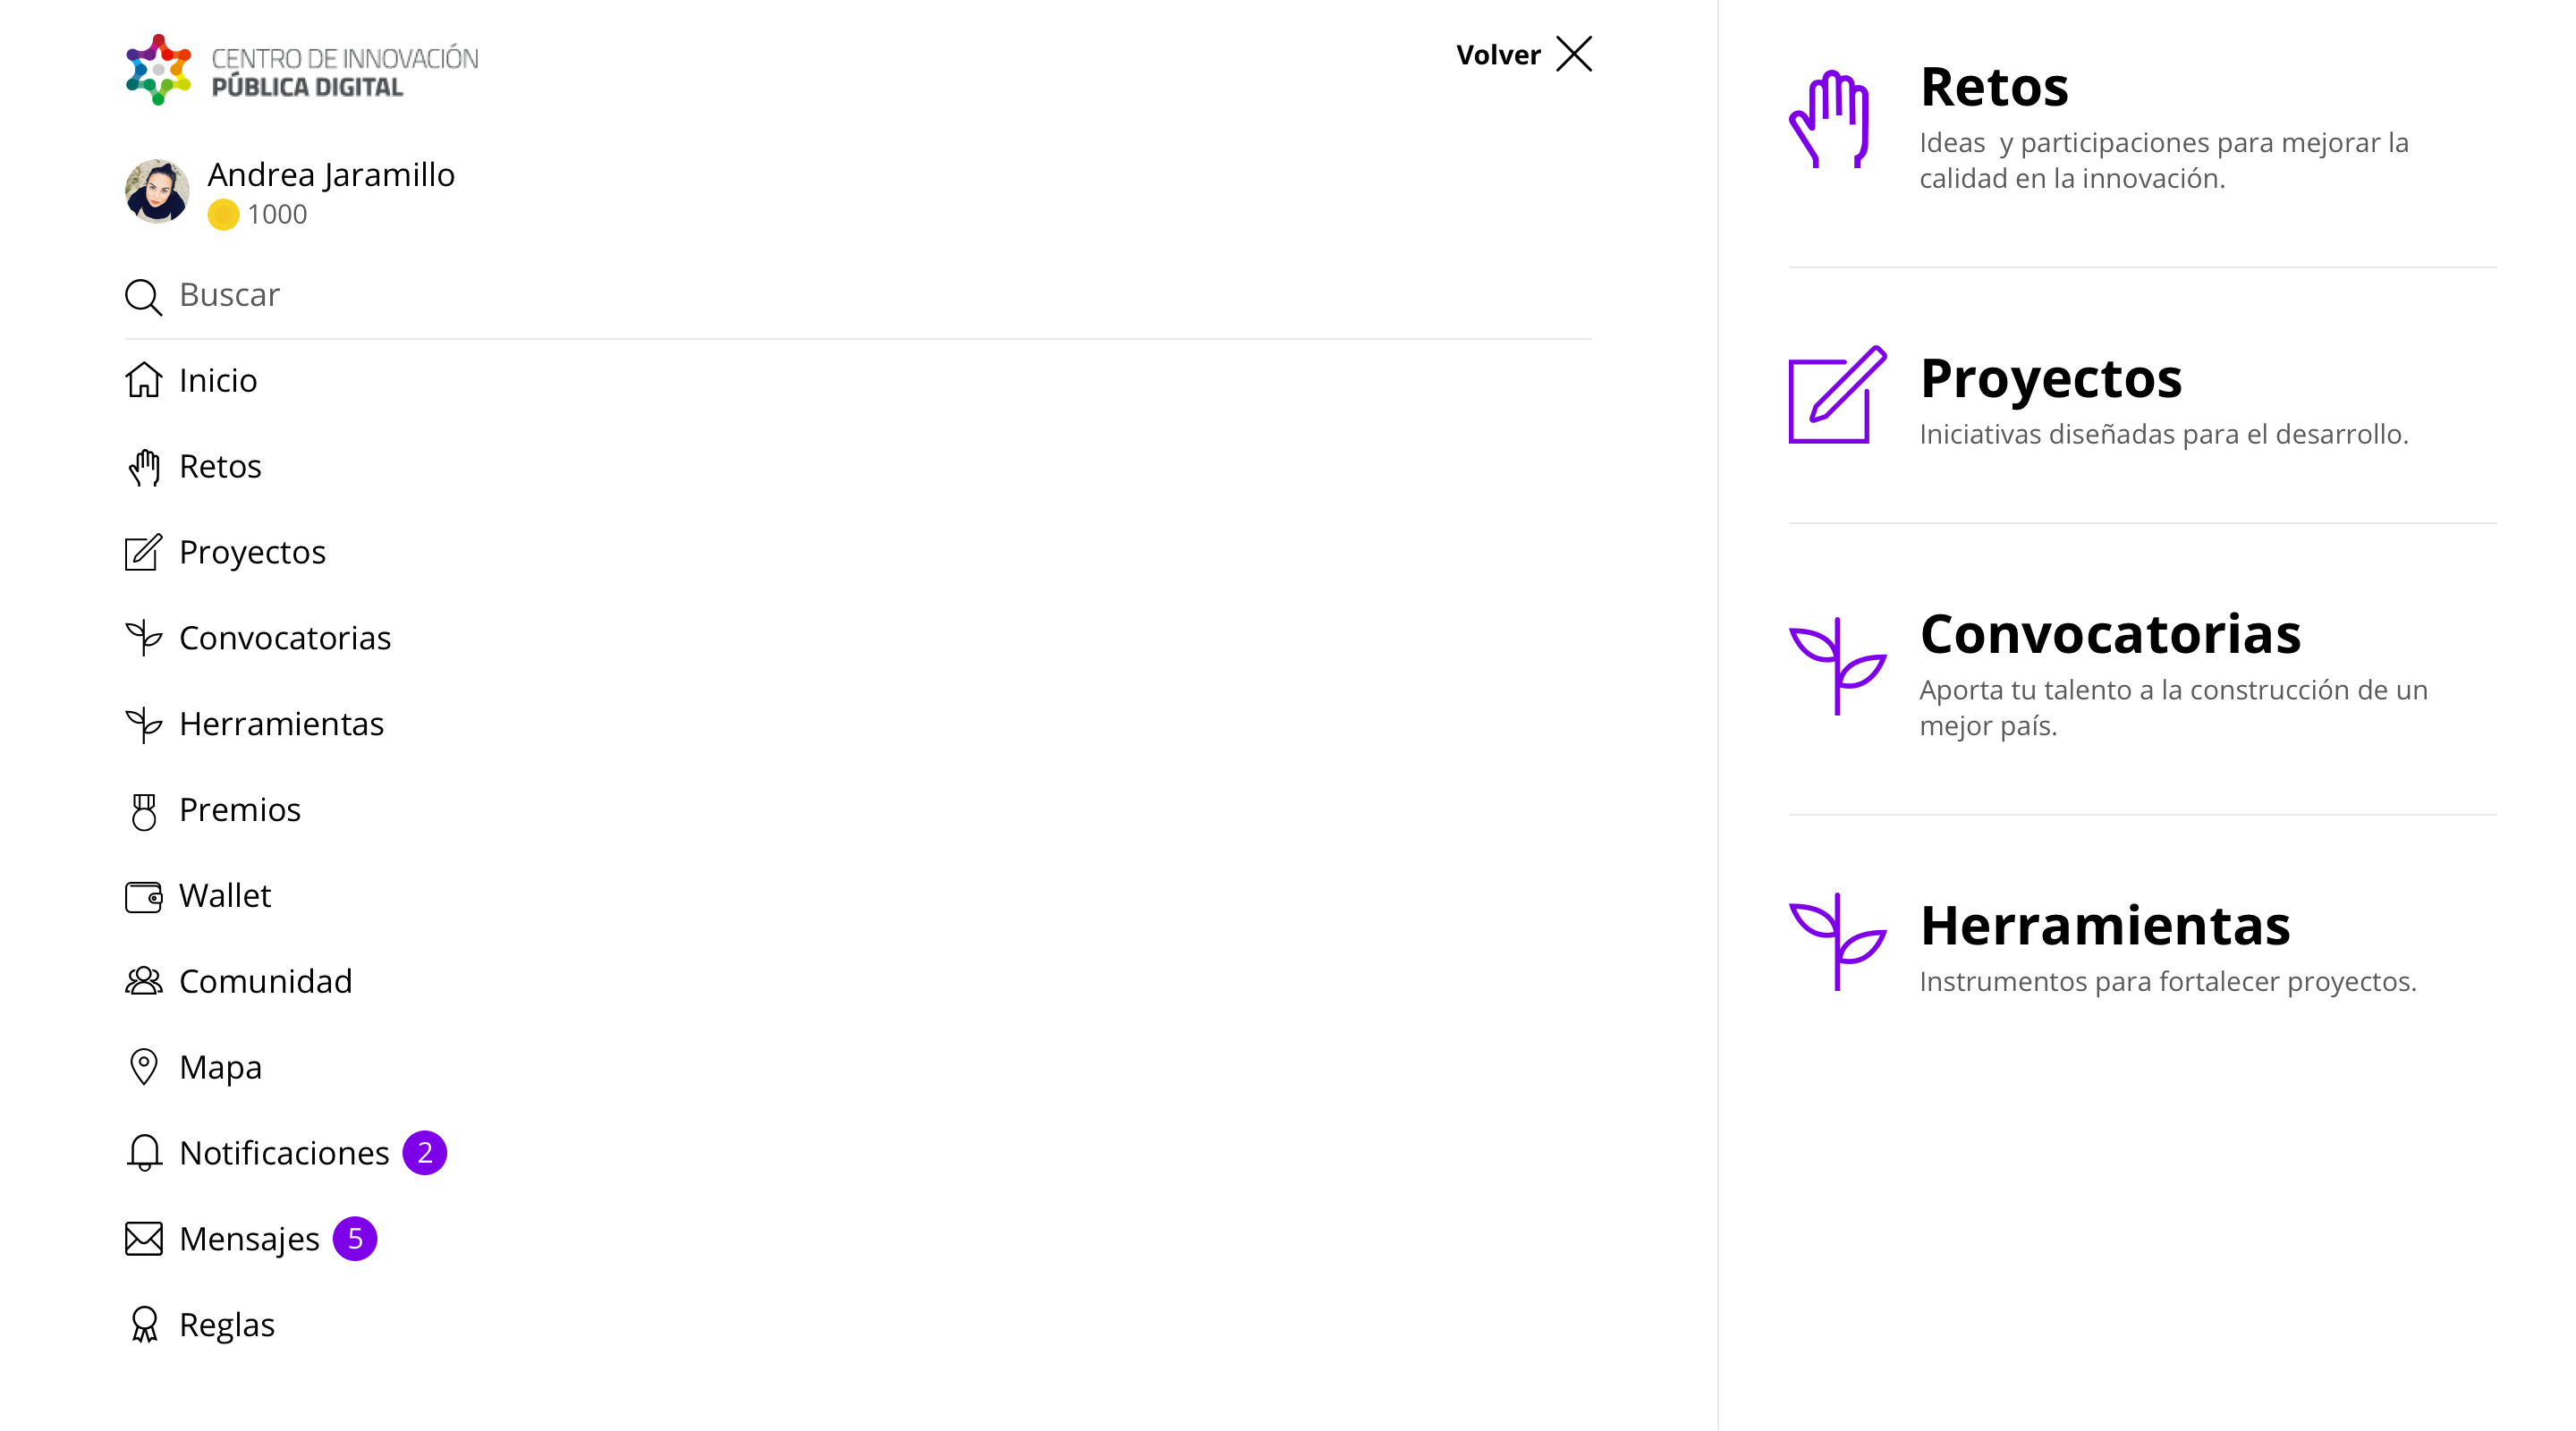 CENTRO DE INNOVACIÓN
PÚBLICA DIGITAL
Volver
Andrea Jaramillo
1000
Buscar
Inicio
Retos
Proyectos
Convocatorias
Herramientas
Premios
Wallet
Comunidad
Mapa
Notificaciones 2
Mensajes 5
Reglas
Retos
Ideas  y participaciones para mejorar la
calidad en la innovación.
Proyectos
Iniciativas diseñadas para el desarrollo.
Convocatorias
Aporta tu talento a la construcción de un
mejor país.
Herramientas
Instrumentos para fortalecer proyectos.